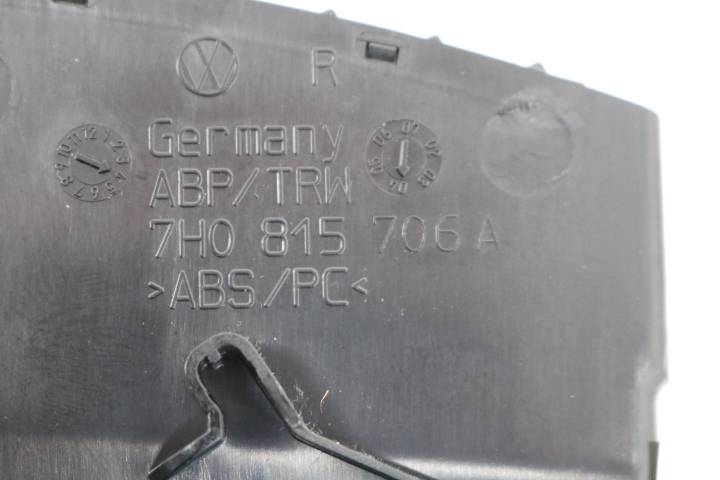 R
Germany
ABP/TRW
7H0 815 706 A
>ABS/PC<